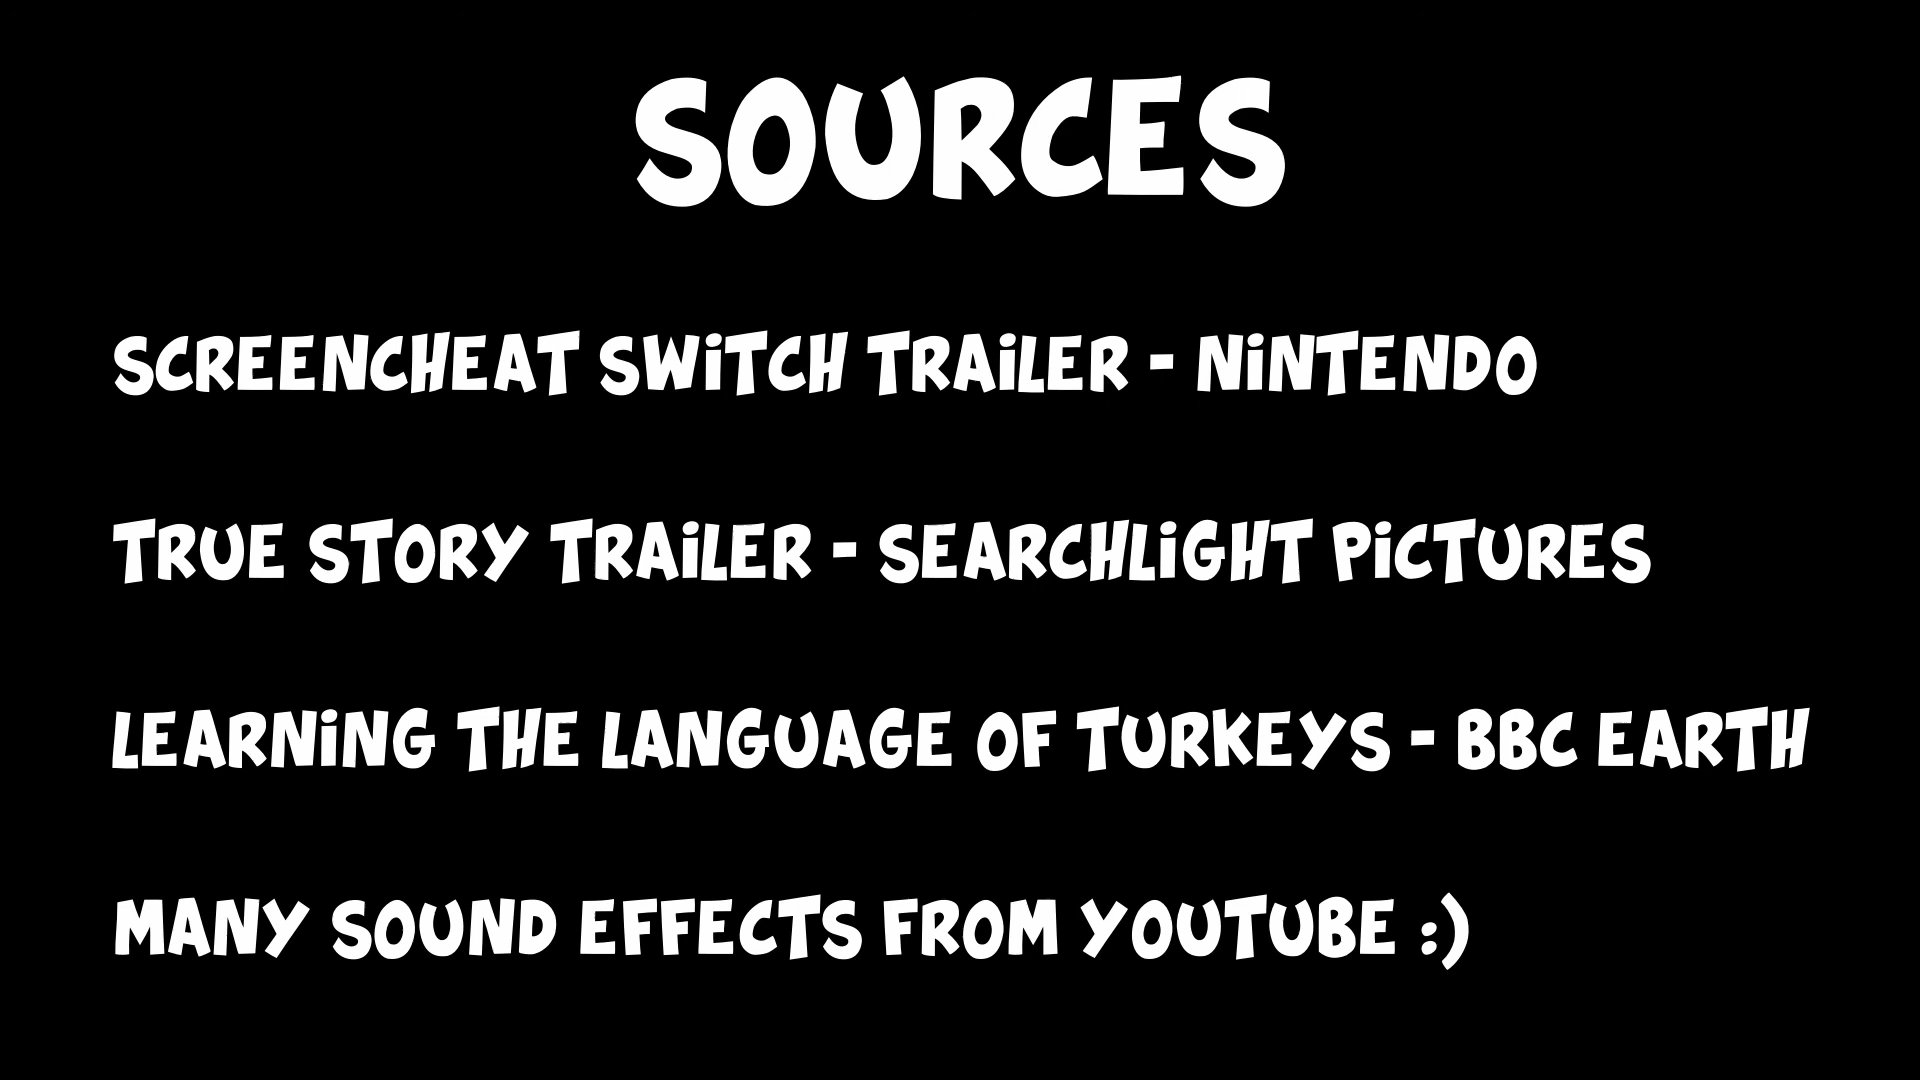 SOURCES
SCREENCHEAT SWiTCH TRAiLER - NiNTENDO
TRUE STORY TRAiLER - SEARCHLiGHT PiCTURES
LEARNiNG THE LANGUAGE OF TURKEYS - BBC EARTH
MANY SOUND EFFECTS FROM YOUTUBE :)